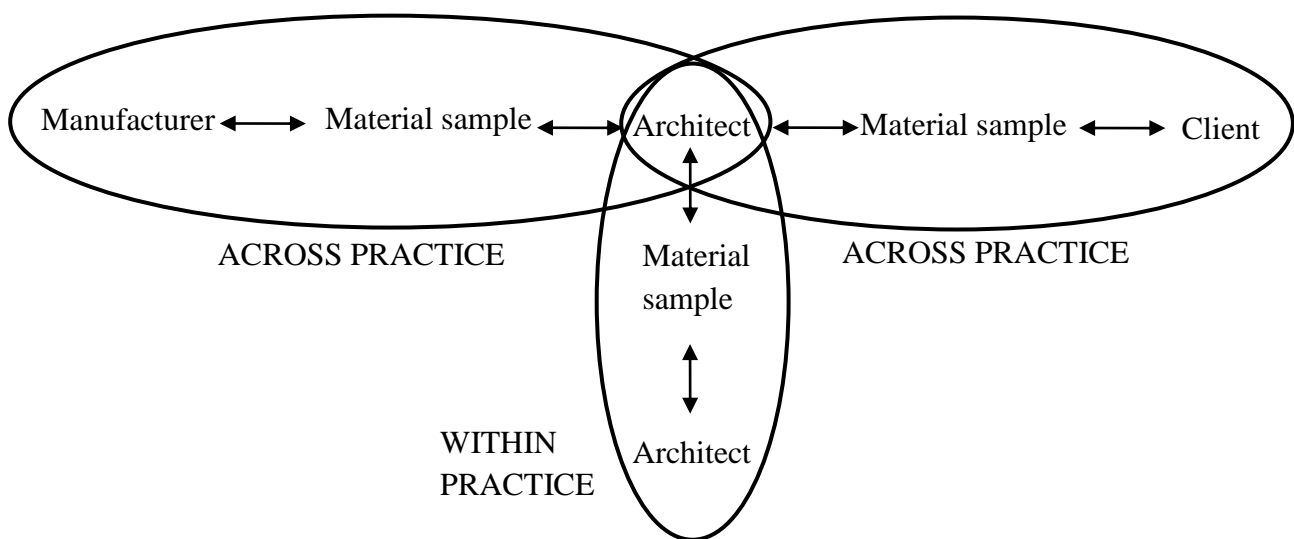 Manufacturer Material sample Architect Material sample Client
ACROSS PRACTICE ACROSS PRACTICE
Material
sample
WITHIN
PRACTICE
Architect